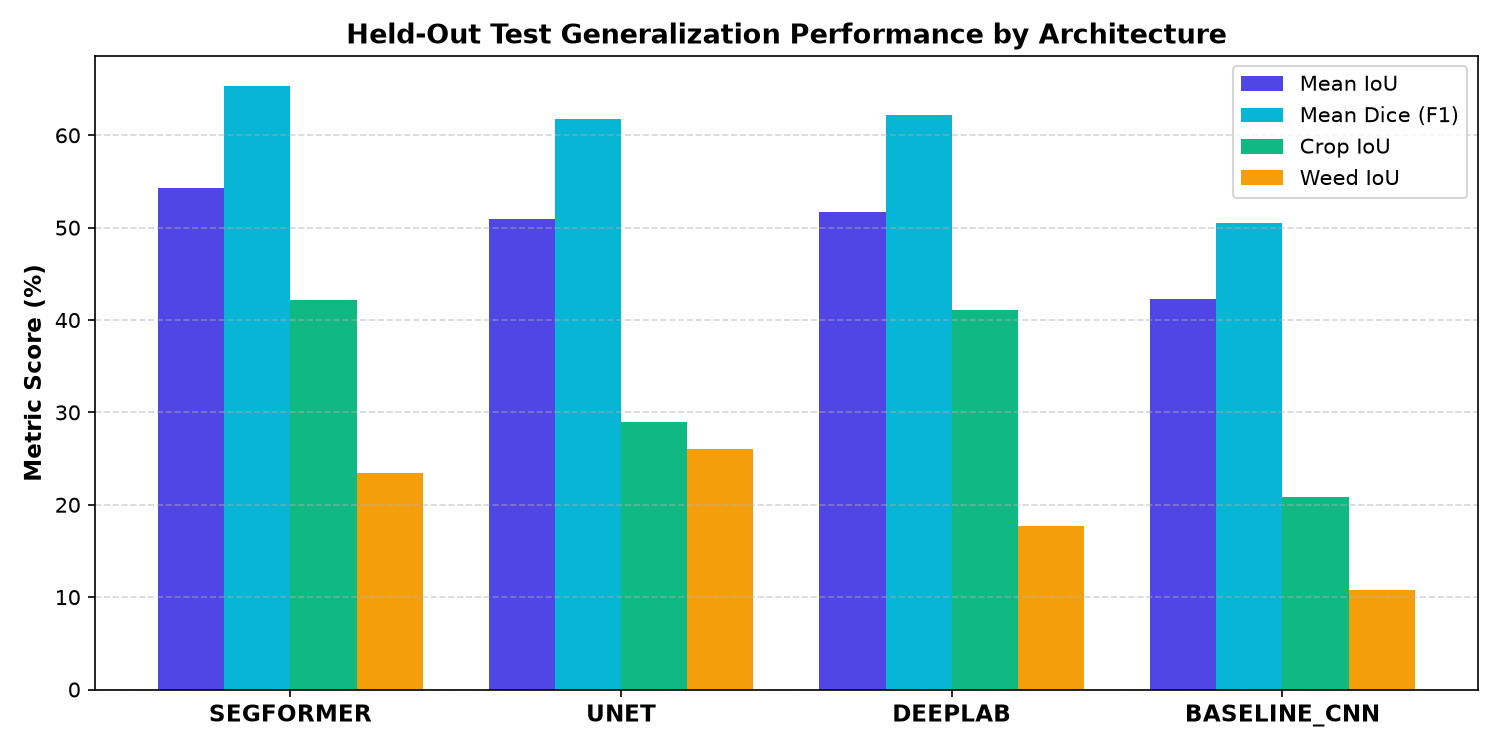 Held-Out Test Generalization Performance by Architecture
Mean IoU
Mean Dice (F1)
Crop IoU
Weed IoU
Metric Score (%)
60
50
40
30
20
10
0
SEGFORMER
UNET
DEEPLAB
BASELINE_CNN